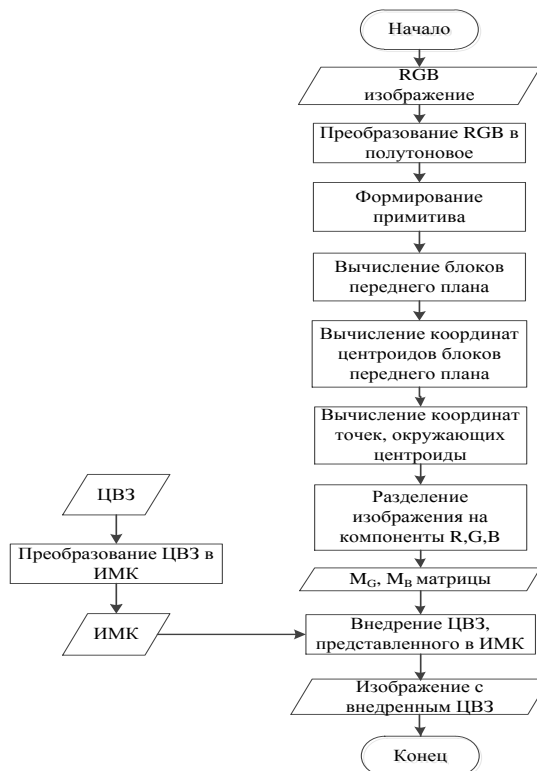 Начало
RGB
изображение
Преобразование RGB в
полутоновое
Формирование
примитива
Вычисление блоков
переднего плана
Вычисление координат
центроидов блоков
переднего плана
Вычисление координат
точек, окружающих
центроиды
ЦВЗ
Преобразование ЦВЗ в
ИМК
ИМК
Разделение
изображения на
компоненты R,G,B
M_G, M_B матрицы
Внедрение ЦВЗ,
представленного в ИМК
Изображение с
внедренным ЦВЗ
Конец